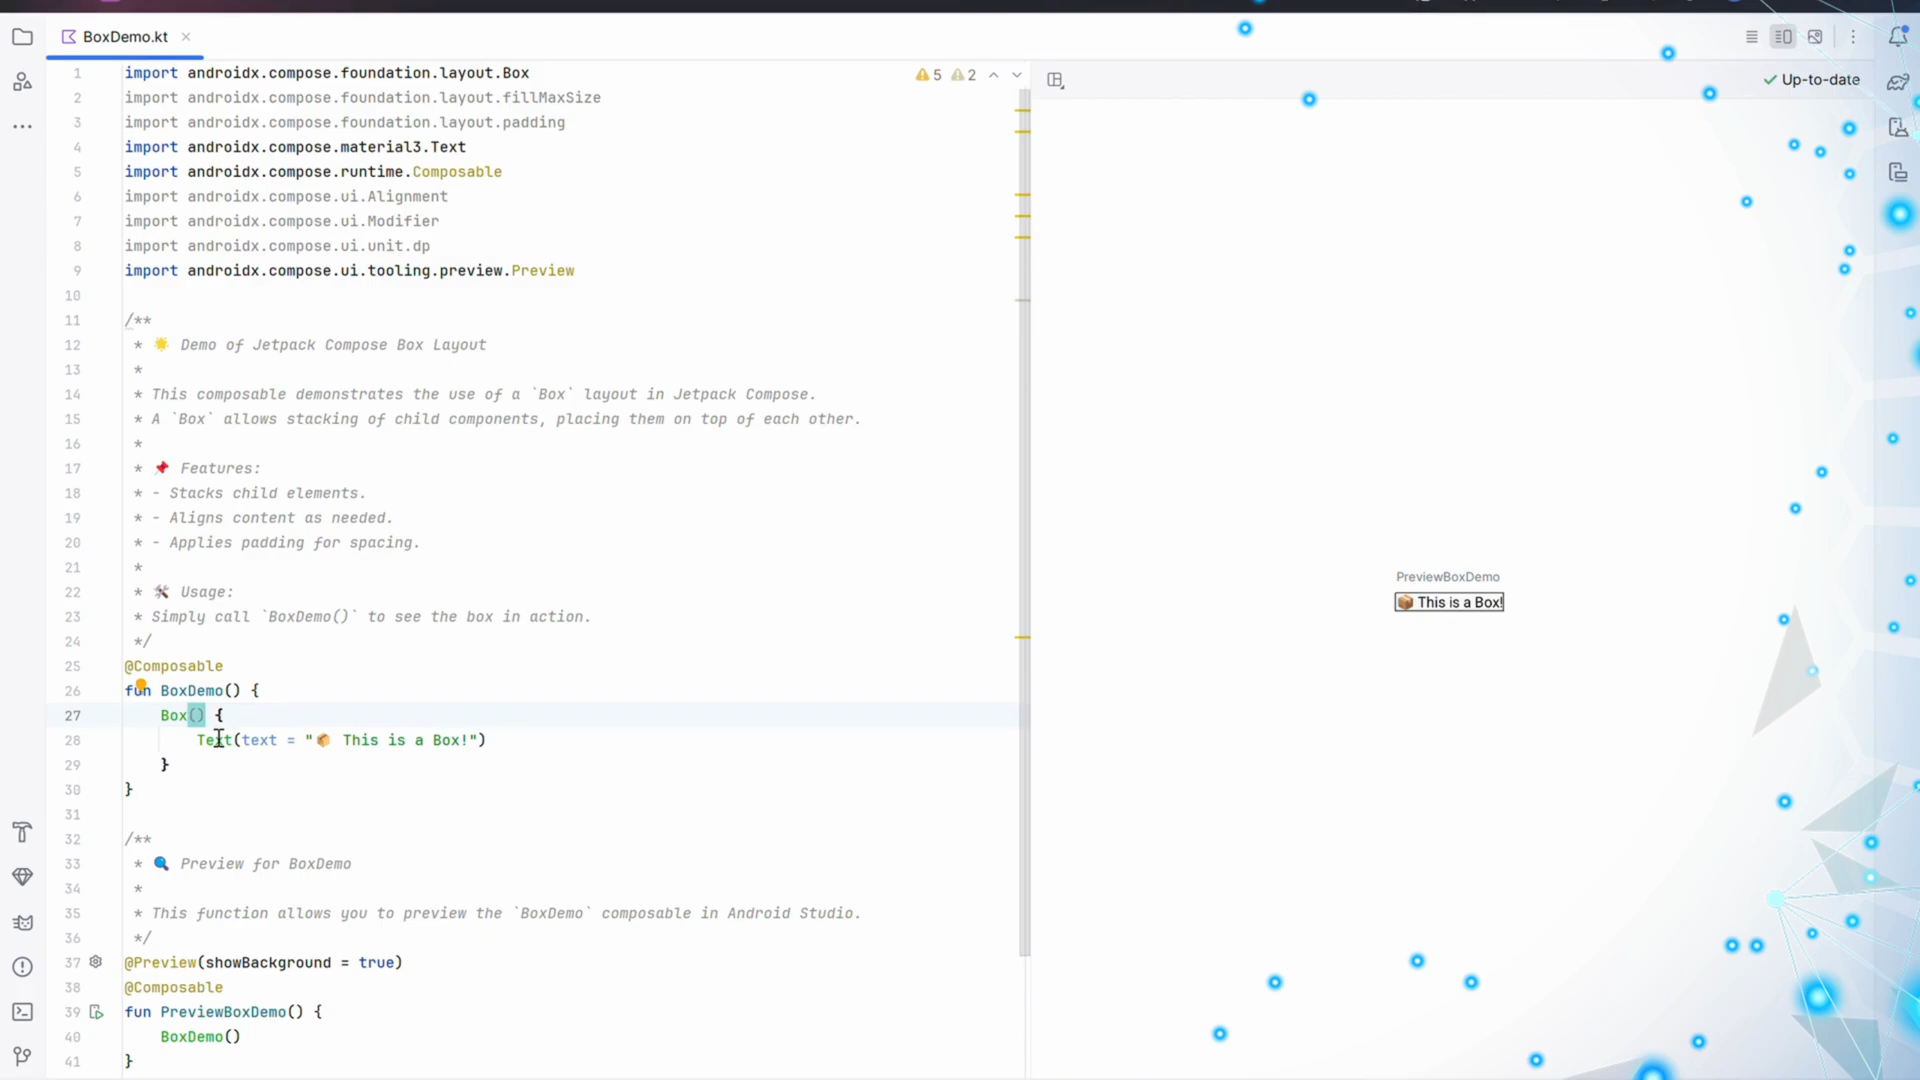 BoxDemo.kt
1 import androidx.compose.foundation.layout.Box
2 import androidx.compose.foundation.layout.fillMaxSize
3 import androidx.compose.foundation.layout.padding
4 import androidx.compose.material3.Text
5 import androidx.compose.runtime.Composable
6 import androidx.compose.ui.Alignment
7 import androidx.compose.ui.Modifier
8 import androidx.compose.ui.unit.dp
9 import androidx.compose.ui.tooling.preview.Preview
10
11 /**
12 * 🌟 Demo of Jetpack Compose Box Layout
13 *
14 * This composable demonstrates the use of a `Box` layout in Jetpack Compose.
15 * A `Box` allows stacking of child components, placing them on top of each other.
16 *
17 * 📌 Features:
18 * - Stacks child elements.
19 * - Aligns content as needed.
20 * - Applies padding for spacing.
21 *
22 * 🛠 Usage:
23 * Simply call `BoxDemo()` to see the box in action.
24 */
25 @Composable
26 fun BoxDemo() {
27 Box() {
28 Text(text = "📦 This is a Box!")
29 }
30 }
31
32 /**
33 * 🔍 Preview for BoxDemo
34 *
35 * This function allows you to preview the `BoxDemo` composable in Android Studio.
36 */
37 @Preview(showBackground = true)
38 @Composable
39 fun PreviewBoxDemo() {
40 BoxDemo()
41 }
5 2
Up-to-date
PreviewBoxDemo
📦 This is a Box!